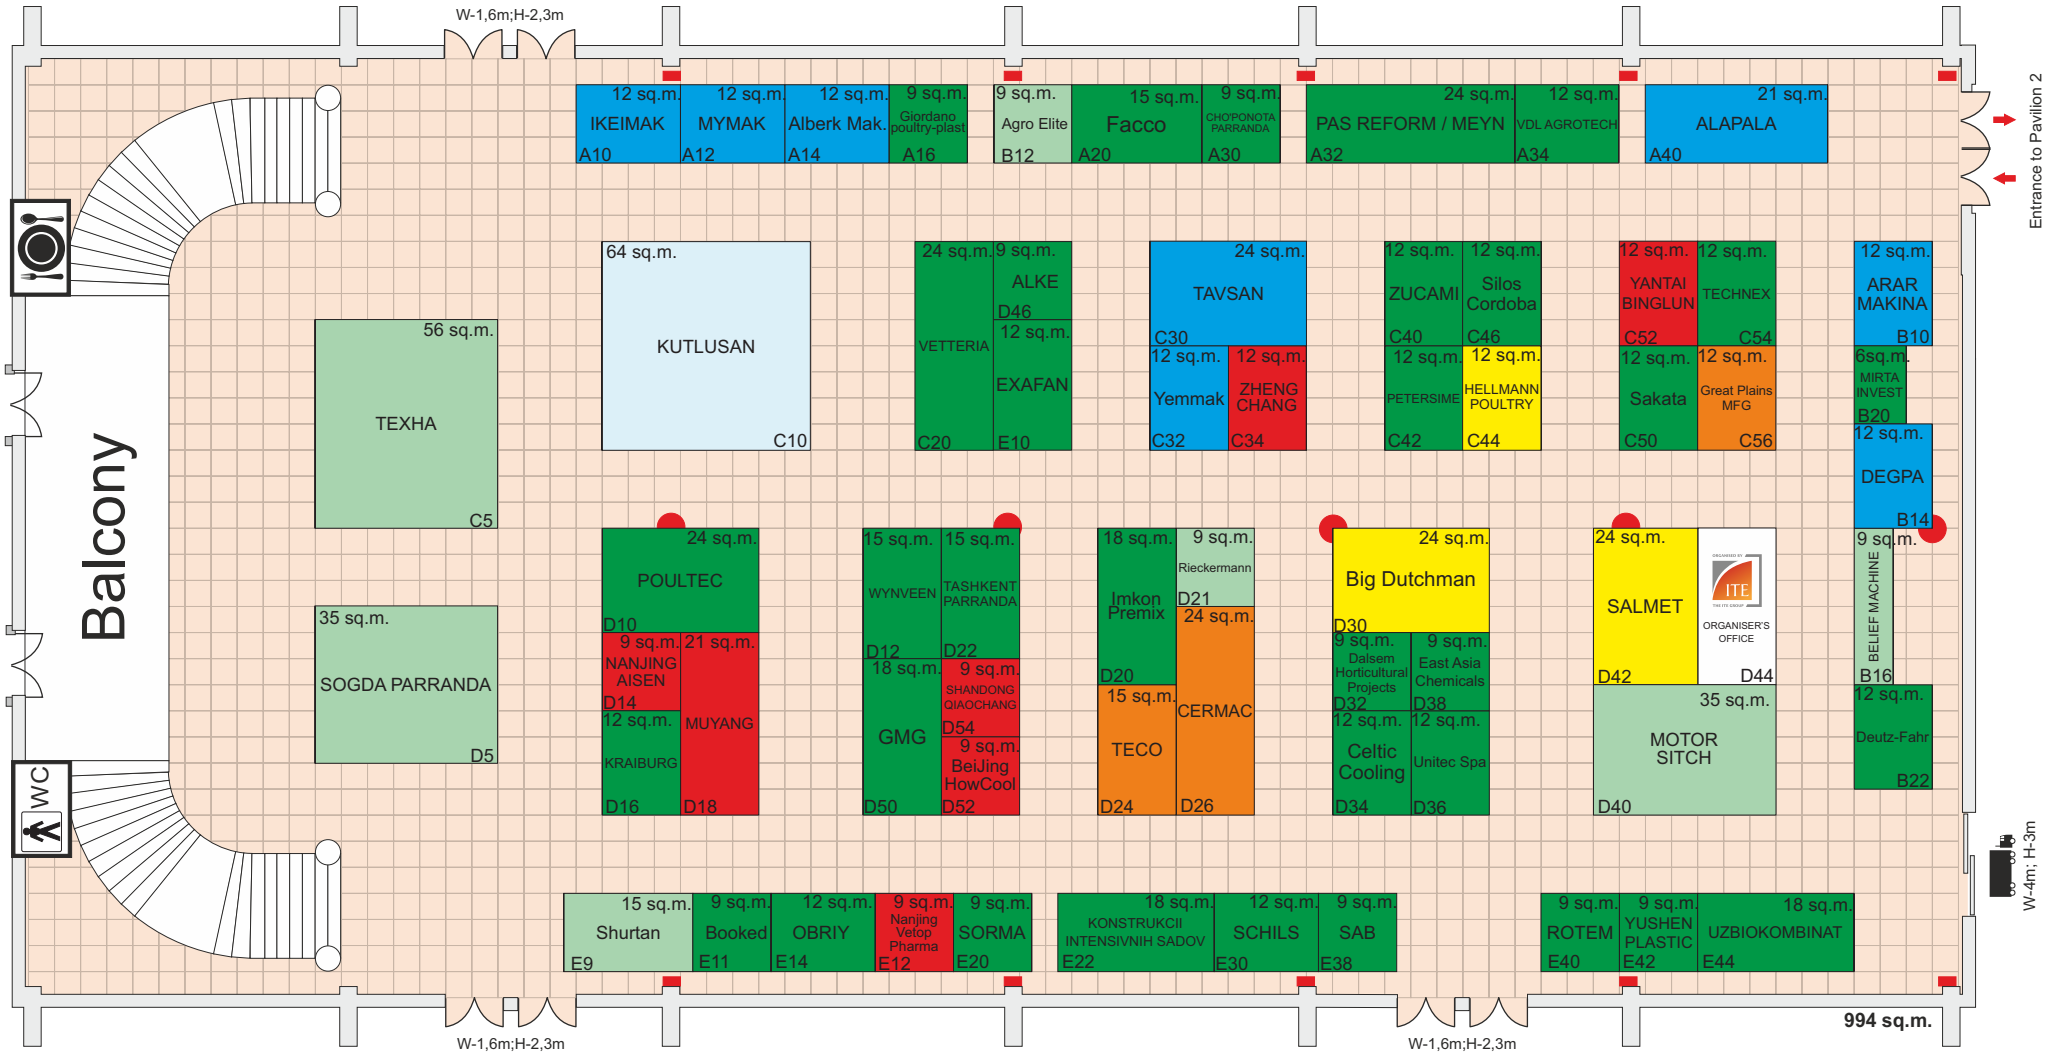 W-1,6m;H-2,3m
12 sq.m.
IKEIMAK
A10
12 sq.m.
MYMAK
A12
12 sq.m.
Alberk Mak.
A14
9 sq.m.
Giordano
poultry-plast
A16
9 sq.m.
Agro Elite
B12
15 sq.m.
Facco
A20
9 sq.m.
CHO'PONOTA
PARRANDA
A30
24 sq.m.
PAS REFORM / MEYN
A32
12 sq.m.
VDL AGROTECH
A34
21 sq.m.
ALAPALA
A40
Entrance to Pavilion 2
64 sq.m.
KUTLUSAN
C10
24 sq.m.
VETTERIA
C20
9 sq.m.
ALKE
D46
12 sq.m.
EXAFAN
E10
24 sq.m.
TAVSAN
C30
12 sq.m.
Yemmak
C32
12 sq.m.
ZHENG
CHANG
C34
12 sq.m.
ZUCAMI
C40
12 sq.m.
Silos
Cordoba
C46
12 sq.m.
PETERSIME
C42
12 sq.m.
HELLMANN
POULTRY
C44
12 sq.m.
YANTAI
BINGLUN
C52
12 sq.m.
TECHNEX
C54
12 sq.m.
Sakata
C50
12 sq.m.
Great Plains
MFG
C56
12 sq.m.
ARAR
MAKINA
B10
6sq.m.
MIRTA
INVEST
B20
12 sq.m.
DEGPA
B14
56 sq.m.
TEXHA
C5
Balcony
35 sq.m.
SOGDA PARRANDA
D5
WC
24 sq.m.
POULTEC
D10
9 sq.m.
NANJING
AISEN
D14
21 sq.m.
MUYANG
D18
12 sq.m.
KRAIBURG
D16
15 sq.m.
WYNVEEN
D12
15 sq.m.
TASHKENT
PARRANDA
D22
18 sq.m.
GMG
D50
9 sq.m.
SHANDONG
QIAOCHANG
D54
9 sq.m.
BeiJing
HowCool
D52
18 sq.m.
Imkon
Premix
D20
9 sq.m.
Rieckermann
D21
24 sq.m.
CERMAC
D26
15 sq.m.
TECO
D24
24 sq.m.
Big Dutchman
D30
9 sq.m.
Dalsem
Horticultural
Projects
D32
9 sq.m.
East Asia
Chemicals
D38
12 sq.m.
Celtic
Cooling
D34
12 sq.m.
Unitec Spa
D36
24 sq.m.
SALMET
D42
ORGANISED BY
ITE
THE ITE GROUP
ORGANISER'S
OFFICE
D44
35 sq.m.
MOTOR
SITCH
D40
9 sq.m.
BELIEF MACHINE
B16
12 sq.m.
Deutz-Fahr
B22
W-4m; H-3m
15 sq.m.
Shurtan
E9
9 sq.m.
Booked
E11
12 sq.m.
OBRIY
E14
9 sq.m.
Nanjing
Vetop
Pharma
E12
9 sq.m.
SORMA
E20
18 sq.m.
KONSTRUKCII
INTENSIVNIH SADOV
E22
12 sq.m.
SCHILS
E30
9 sq.m.
SAB
E38
9 sq.m.
ROTEM
E40
9 sq.m.
YUSHEN
PLASTIC
E42
18 sq.m.
UZBIOKOMBINAT
E44
994 sq.m.
W-1,6m;H-2,3m
W-1,6m;H-2,3m